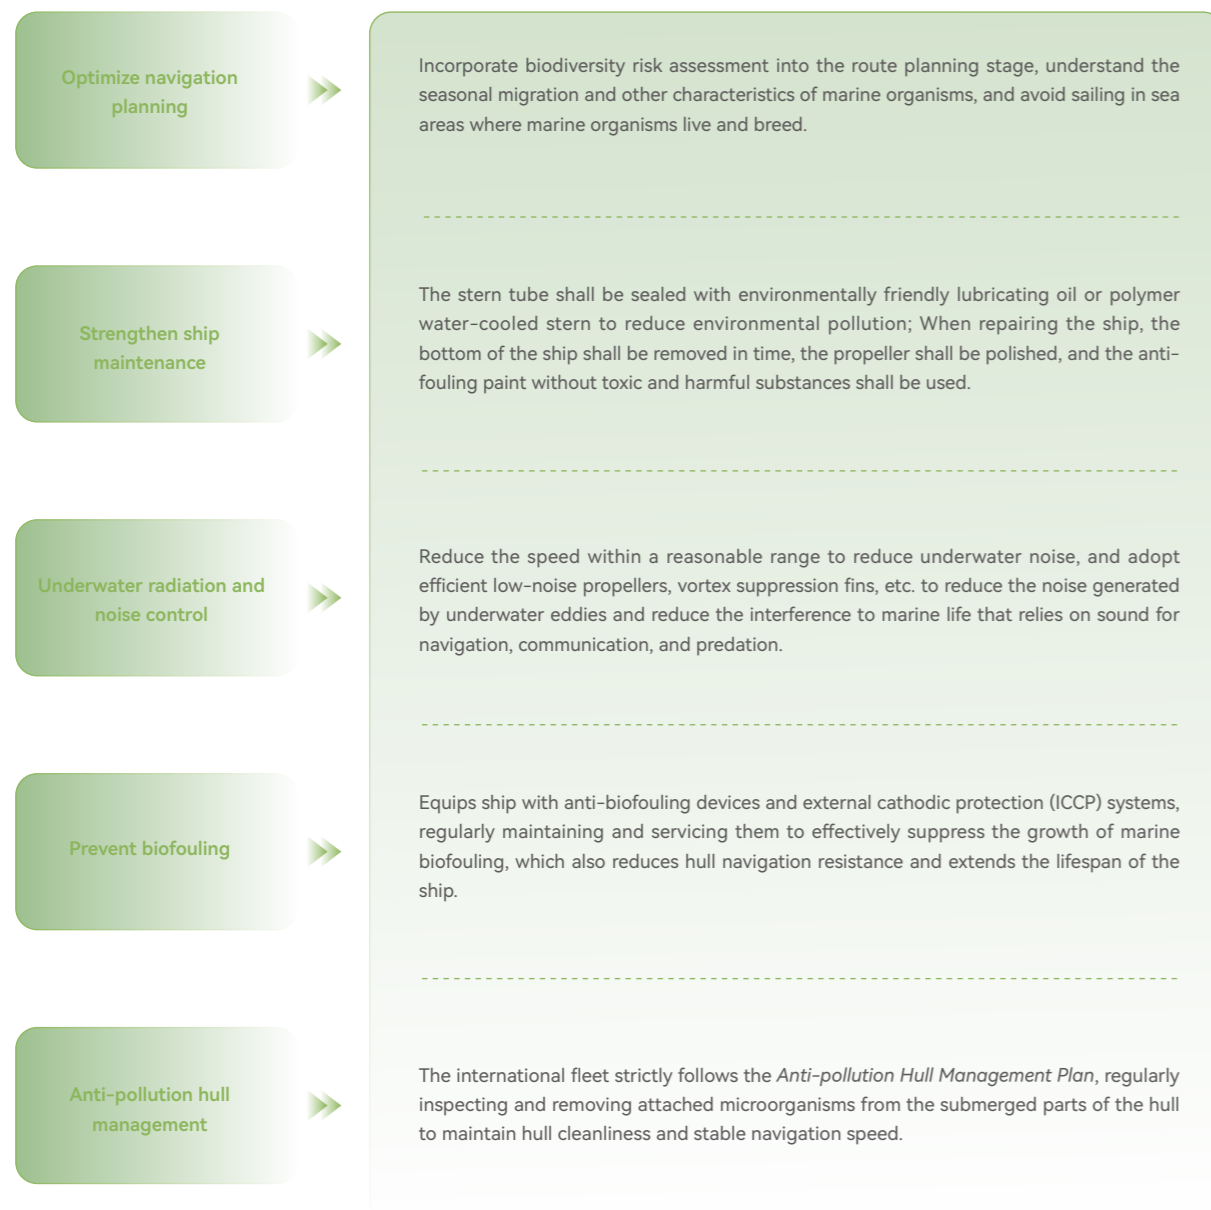 Optimize navigation
planning
Incorporate biodiversity risk assessment into the route planning stage, understand the
seasonal migration and other characteristics of marine organisms, and avoid sailing in sea
areas where marine organisms live and breed.
Strengthen ship
maintenance
The stern tube shall be sealed with environmentally friendly lubricating oil or polymer
water-cooled stern to reduce environmental pollution; When repairing the ship, the
bottom of the ship shall be removed in time, the propeller shall be polished, and the anti-
fouling paint without toxic and harmful substances shall be used.
Underwater radiation and
noise control
Reduce the speed within a reasonable range to reduce underwater noise, and adopt
efficient low-noise propellers, vortex suppression fins, etc. to reduce the noise generated
by underwater eddies and reduce the interference to marine life that relies on sound for
navigation, communication, and predation.
Prevent biofouling
Equips ship with anti-biofouling devices and external cathodic protection (ICCP) systems,
regularly maintaining and servicing them to effectively suppress the growth of marine
biofouling, which also reduces hull navigation resistance and extends the lifespan of the
ship.
Anti-pollution hull
management
The international fleet strictly follows the Anti-pollution Hull Management Plan, regularly
inspecting and removing attached microorganisms from the submerged parts of the hull
to maintain hull cleanliness and stable navigation speed.